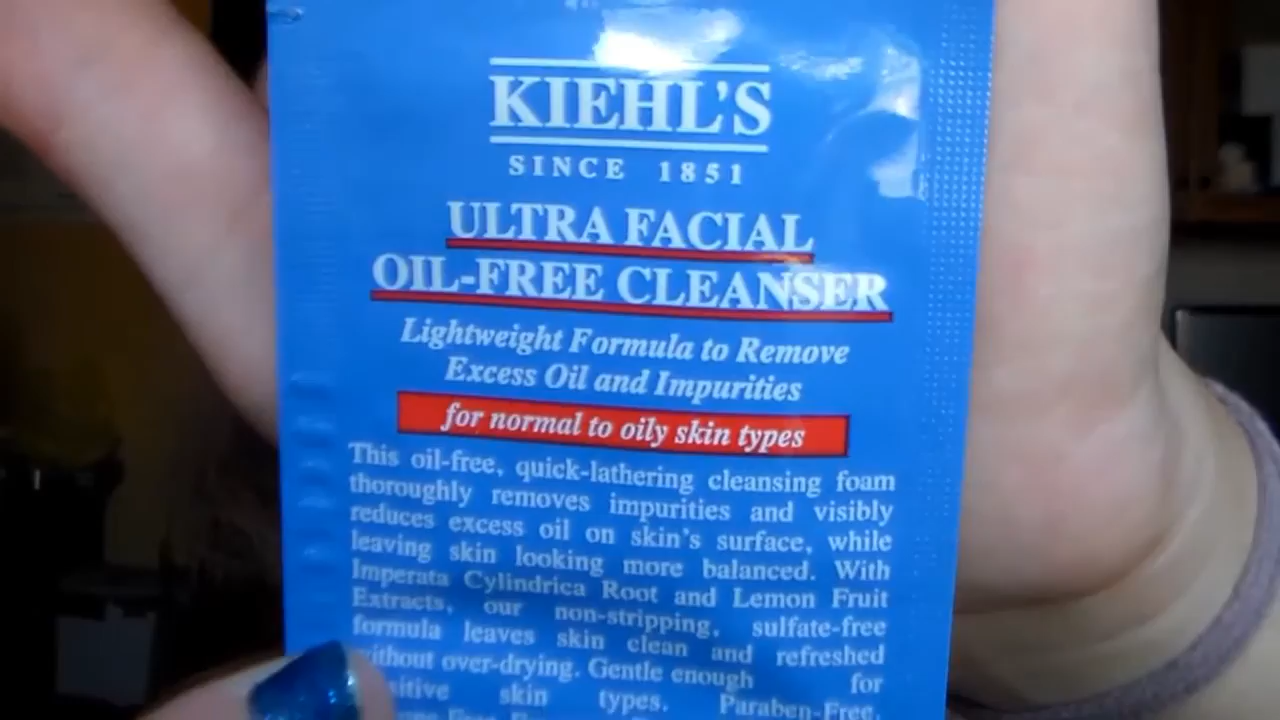 KIEHL'S
SINCE 1851
ULTRA FACIAL
OIL-FREE CLEANSER
Lightweight Formula to Remove
Excess Oil and Impurities
for normal to oily skin types
This oil-free, quick-lathering cleansing foam
thoroughly removes impurities and visibly
reduces excess oil on skin's surface, while
leaving skin looking more balanced. With
Imperata Cylindrica Root and Lemon Fruit
Extracts, our non-stripping, sulfate-free
formula leaves skin clean and refreshed
without over-drying. Gentle enough for
skin types. Paraben-Free,